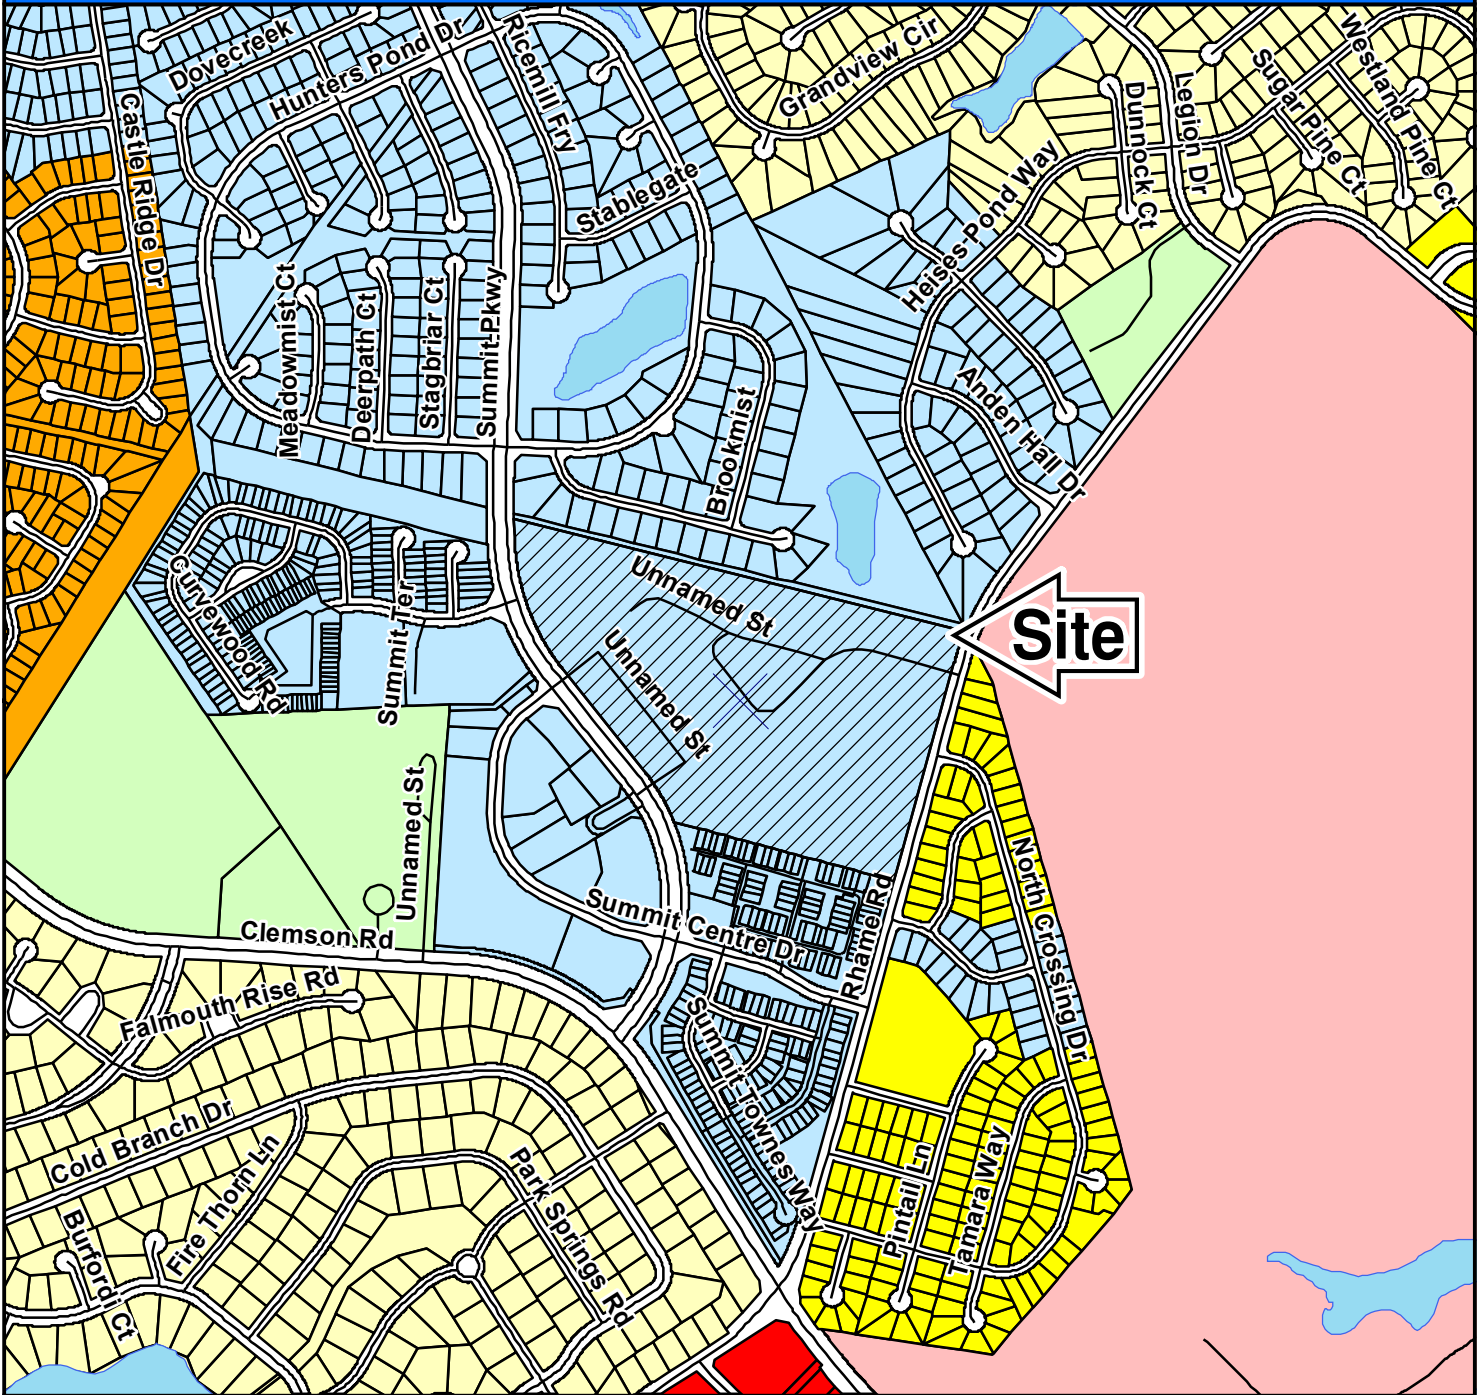 Dovecreek
Hunters Pond Dr
Ricemill Fry
Grandview Cir
Castle Ridge Dr
Stablegate
Heises Pond Way
Dunnock Ct
Legion Dr
Sugar Pine Ct
Westland Pine Ct
Meadowmist Ct
Deerpath Ct
Stagbriar Ct
Summit Pkwy
Brookmist
Anden Hall Dr
Curvewood Rd
Summit Ter
Unnamed St
Unnamed St
Site
Unnamed St
Clemson Rd
Summit Centre Dr
Rhame Rd
North Crossing Dr
Falmouth Rise Rd
Cold Branch Dr
Fire Thorn Ln
Burford Ct
Park Springs Rd
Summit Townes Way
Pintail Ln
Tamara Way